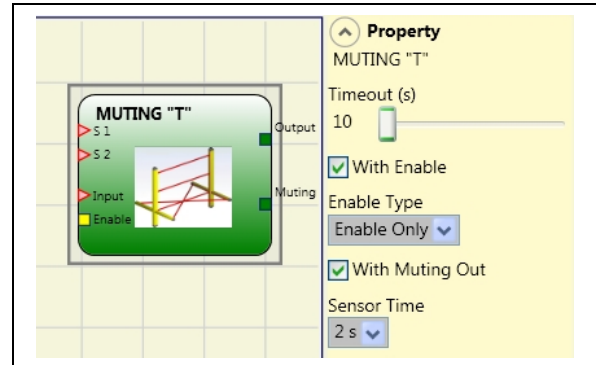 MUTING "T"
S 1
S 2
Input
Enable
Output
Muting
Property
MUTING "T"
Timeout (s)
10
With Enable
Enable Type
Enable Only
With Muting Out
Sensor Time
2 s